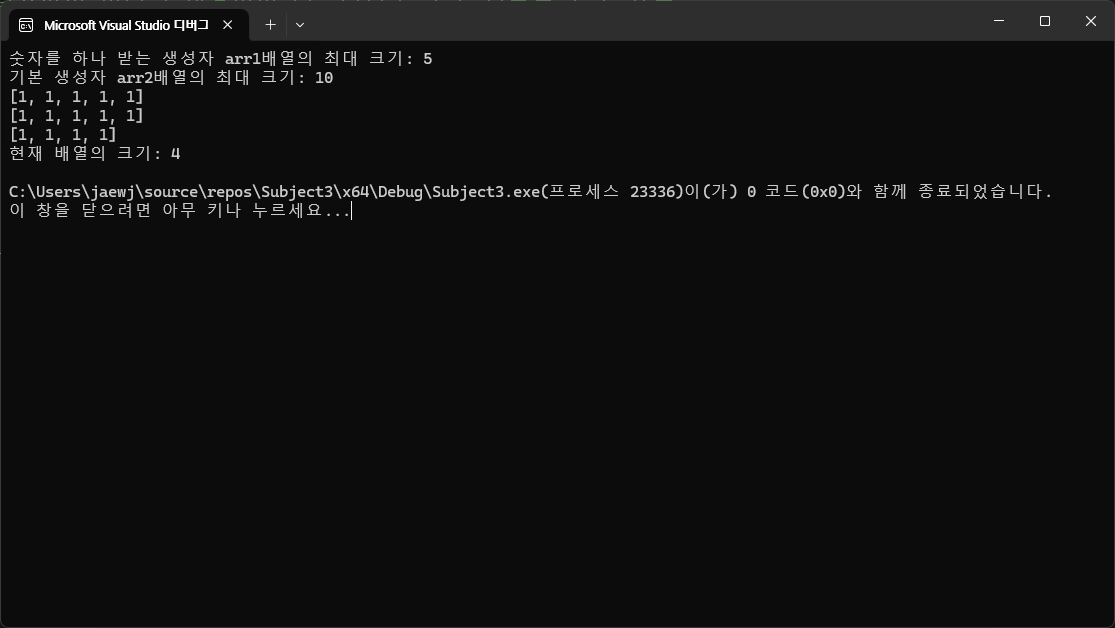 Microsoft Visual Studio 디버그
숫자를 하나 받는 생성자 arr1배열의 최대 크기: 5
기본 생성자 arr2배열의 최대 크기: 10
[1, 1, 1, 1, 1]
[1, 1, 1, 1, 1]
[1, 1, 1, 1]
현재 배열의 크기: 4
C:\Users\jaewj\source\repos\Subject3\x64\Debug\Subject3.exe(프로세스 23336)이(가) 0 코드(0x0)와 함께 종료되었습니다.
이 창을 닫으려면 아무 키나 누르세요...